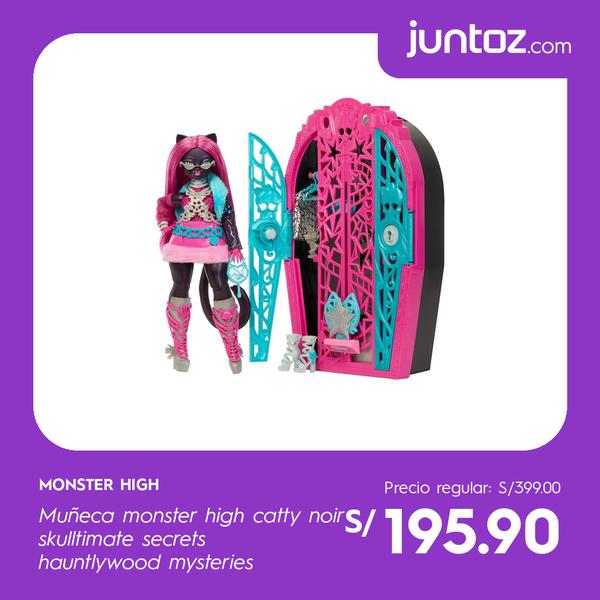 juntoz.com
MONSTER HIGH
Muñeca monster high catty noir
skulltimate secrets
hauntlywood mysteries
Precio regular: S/399.00
S/ 195.90